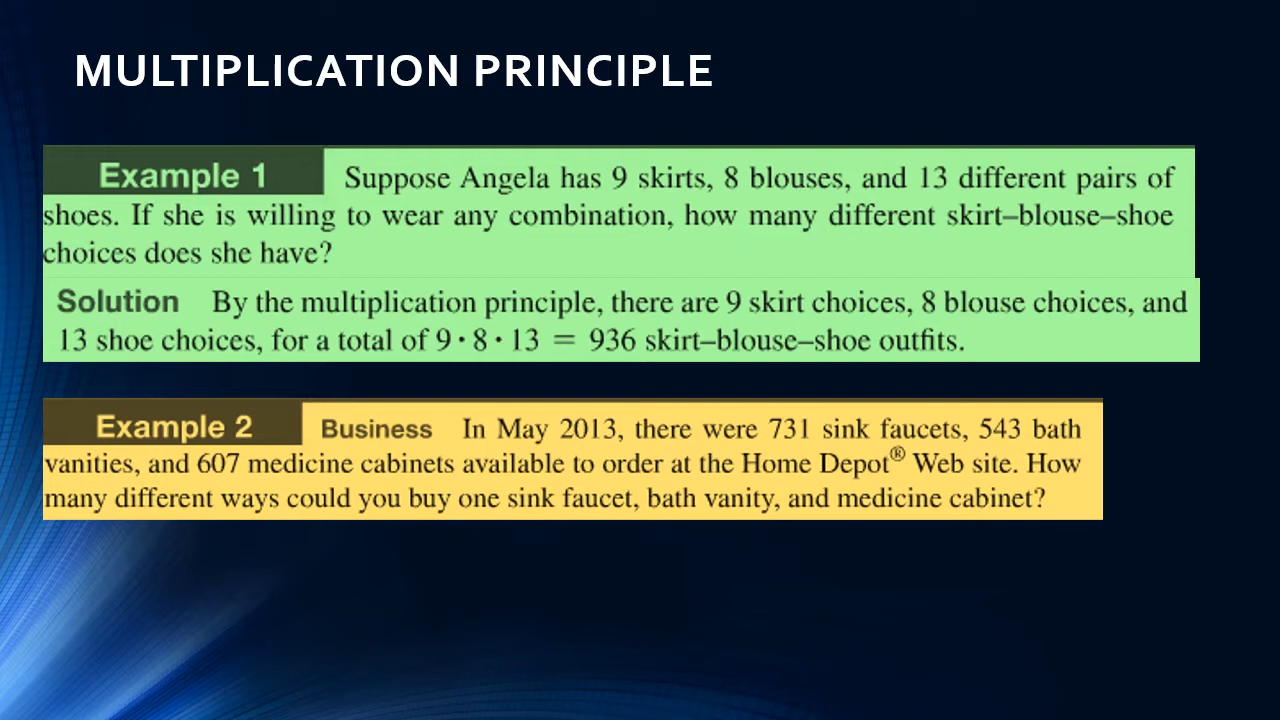 MULTIPLICATION PRINCIPLE
Example 1 Suppose Angela has 9 skirts, 8 blouses, and 13 different pairs of
shoes. If she is willing to wear any combination, how many different skirt–blouse–shoe
choices does she have?
Solution By the multiplication principle, there are 9 skirt choices, 8 blouse choices, and
13 shoe choices, for a total of 9 · 8 · 13 = 936 skirt–blouse–shoe outfits.
Example 2 Business In May 2013, there were 731 sink faucets, 543 bath
vanities, and 607 medicine cabinets available to order at the Home Depot® Web site. How
many different ways could you buy one sink faucet, bath vanity, and medicine cabinet?